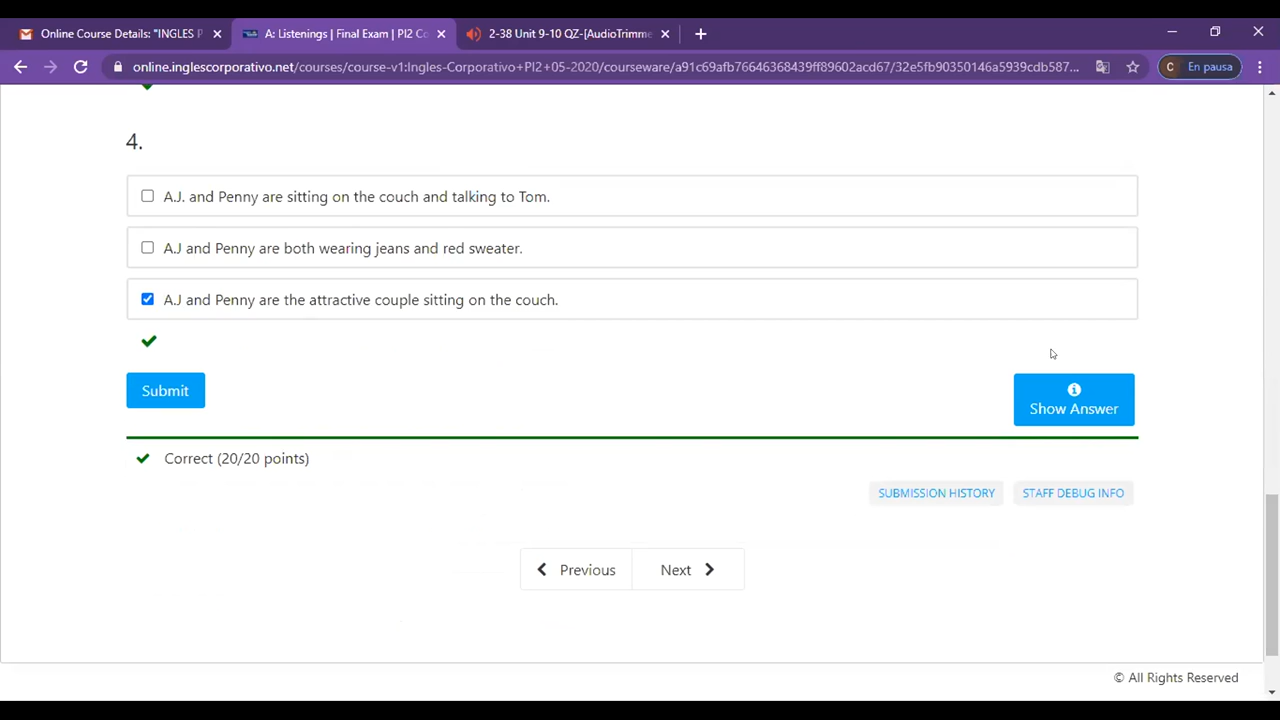 Online Course Details: "INGLES P
A: Listenings | Final Exam | PI2 Co
2-38 Unit 9-10 QZ-[AudioTrimme
online.inglescorporativo.net/courses/course-v1:Ingles-Corporativo+PI2+05-2020/courseware/a91c69afb76646368439ff89602acd67/32e5fb90350146a5939cdb587...
C En pausa
4.
A.J. and Penny are sitting on the couch and talking to Tom.
A.J and Penny are both wearing jeans and red sweater.
A.J and Penny are the attractive couple sitting on the couch.
Submit
Show Answer
Correct (20/20 points)
SUBMISSION HISTORY
STAFF DEBUG INFO
Previous
Next
© All Rights Reserved